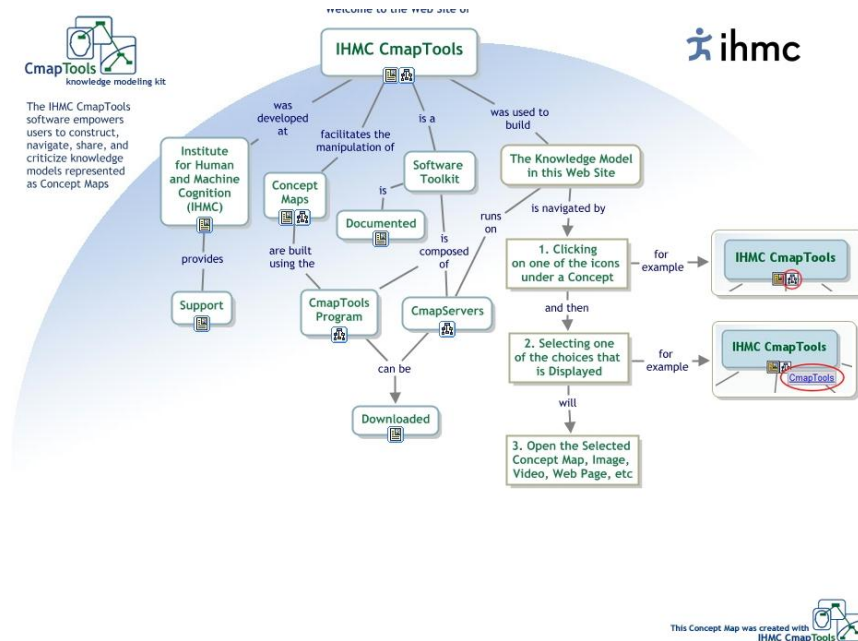 Welcome to the Web Site of
IHMC CmapTools
CmapTools
knowledge modeling kit
ihmc
The IHMC CmapTools
software empowers
users to construct,
navigate, share, and
criticize knowledge
models represented
as Concept Maps
was
developed
at
facilitates the
manipulation of
is a
was used to
build
Institute
for Human
and Machine
Cognition
(IHMC)
Concept
Maps
Software
Toolkit
The Knowledge Model
in this Web Site
is
Documented
runs
on
is navigated by
provides
are built
using the
is
composed
of
1. Clicking
on one of the icons
under a Concept
for
example
IHMC CmapTools
Support
CmapTools
Program
CmapServers
and then
can be
2. Selecting one
of the choices that
is Displayed
for
example
IHMC CmapTools
CmapTools
will
Downloaded
3. Open the Selected
Concept Map, Image,
Video, Web Page, etc
This Concept Map was created with
IHMC CmapTools